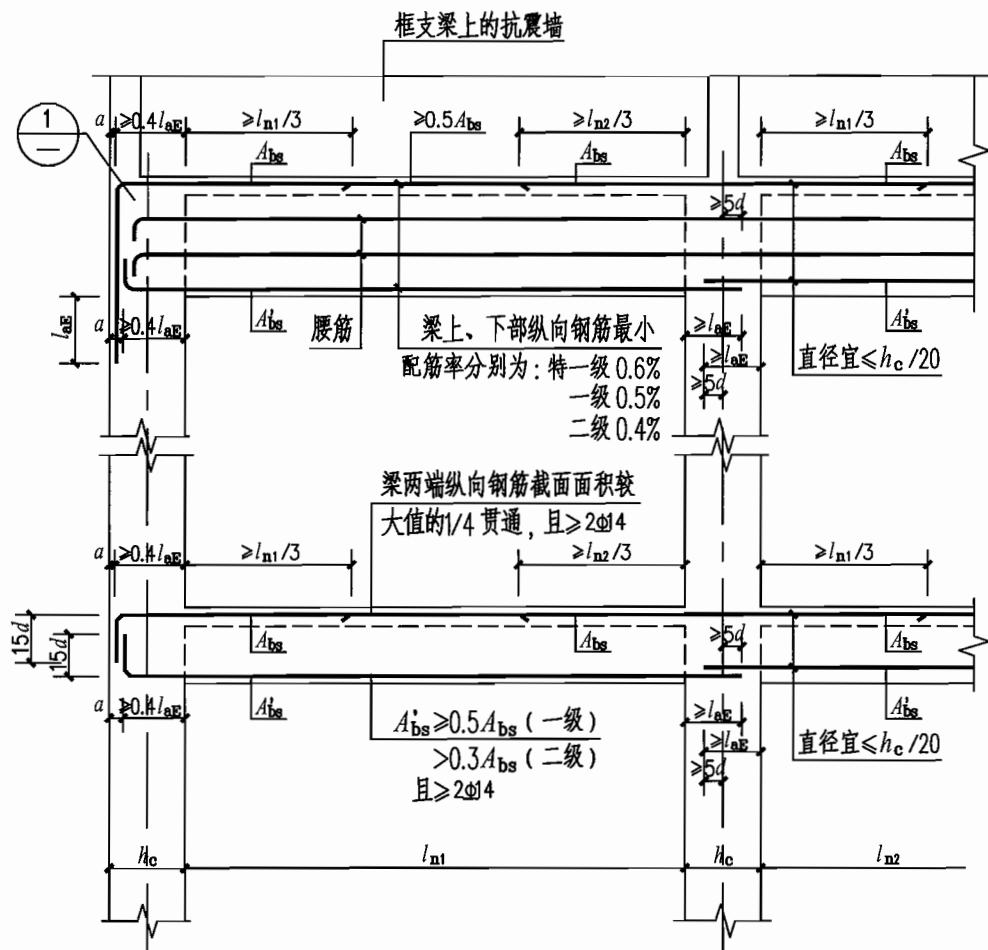 框支梁上的抗震墙
1
—
a ≥0.4laE ≥ln1/3 ≥0.5Abs ≥ln2/3 ≥ln1/3
Abs Abs Abs
≥5d
laE
a ≥0.4laE A'bs 腰筋 梁上、下部纵向钢筋最小 ≥laE A'bs
配筋率分别为：特一级0.6% ≥laE 直径宜≤hc/20
一级0.5% ≥5d
二级0.4%
梁两端纵向钢筋截面面积较
大值的1/4贯通，且≥2Φ14
a ≥0.4laE ≥ln1/3 ≥ln2/3 ≥ln1/3
15d 15d Abs Abs ≥5d Abs
a ≥0.4laE A'bs A'bs≥0.5Abs（一级） ≥laE A'bs
>0.3Abs（二级） ≥laE 直径宜≤hc/20
且≥2Φ14 ≥5d
hc ln1 hc ln2